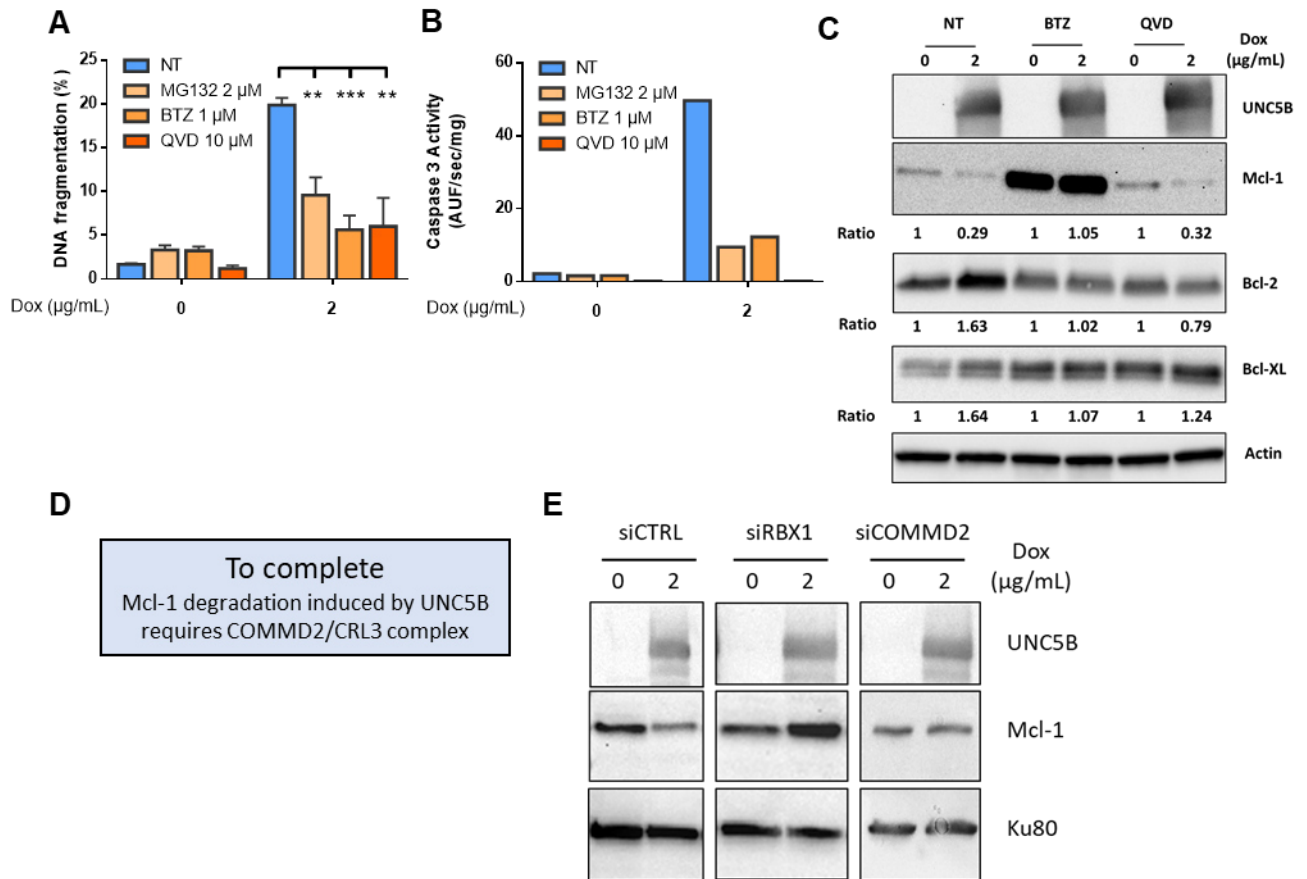 A
DNA fragmentation (%)
25
20
15
10
5
0
NT
MG132 2 µM
BTZ 1 µM
QVD 10 µM
** *** **
Dox (µg/mL) 0 2
B
Caspase 3 Activity
(AUF/sec/mg)
60
40
20
0
NT
MG132 2 µM
BTZ 1 µM
QVD 10 µM
Dox (µg/mL) 0 2
C
NT BTZ QVD
Dox
(µg/mL)
0 2 0 2 0 2
UNC5B
Mcl-1
Ratio 1 0.29 1 1.05 1 0.32
Bcl-2
Ratio 1 1.63 1 1.02 1 0.79
Bcl-XL
Ratio 1 1.64 1 1.07 1 1.24
Actin
D
To complete
Mcl-1 degradation induced by UNC5B
requires COMMD2/CRL3 complex
E
siCTRL siRBX1 siCOMMD2
Dox
(µg/mL)
0 2 0 2 0 2
UNC5B
Mcl-1
Ku80